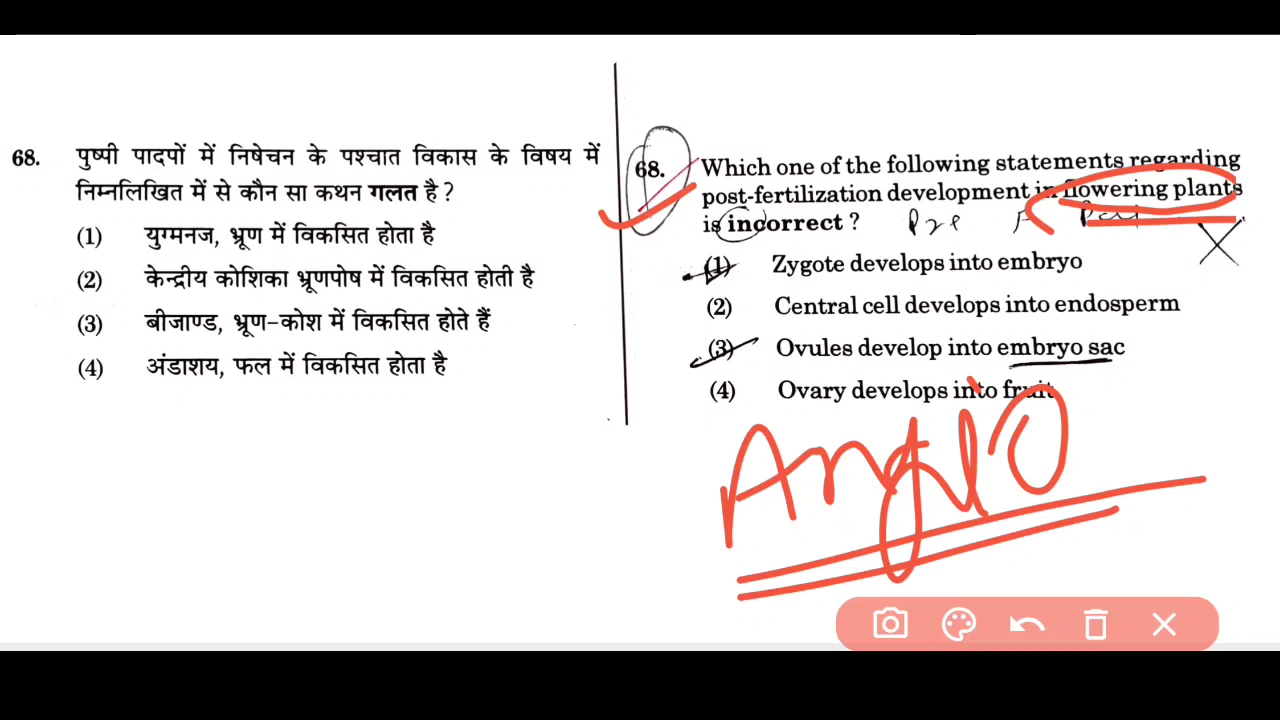 68. पुष्पी पादपों में निषेचन के पश्चात विकास के विषय में
निम्नलिखित में से कौन सा कथन गलत है ?
(1) युग्मनज, भ्रूण में विकसित होता है
(2) केन्द्रीय कोशिका भ्रूणपोष में विकसित होती है
(3) बीजाण्ड, भ्रूण-कोश में विकसित होते हैं
(4) अंडाशय, फल में विकसित होता है
68. Which one of the following statements regarding
post-fertilization development in flowering plants
is incorrect ?
(1) Zygote develops into embryo
(2) Central cell develops into endosperm
(3) Ovules develop into embryo sac
(4) Ovary develops into fruit